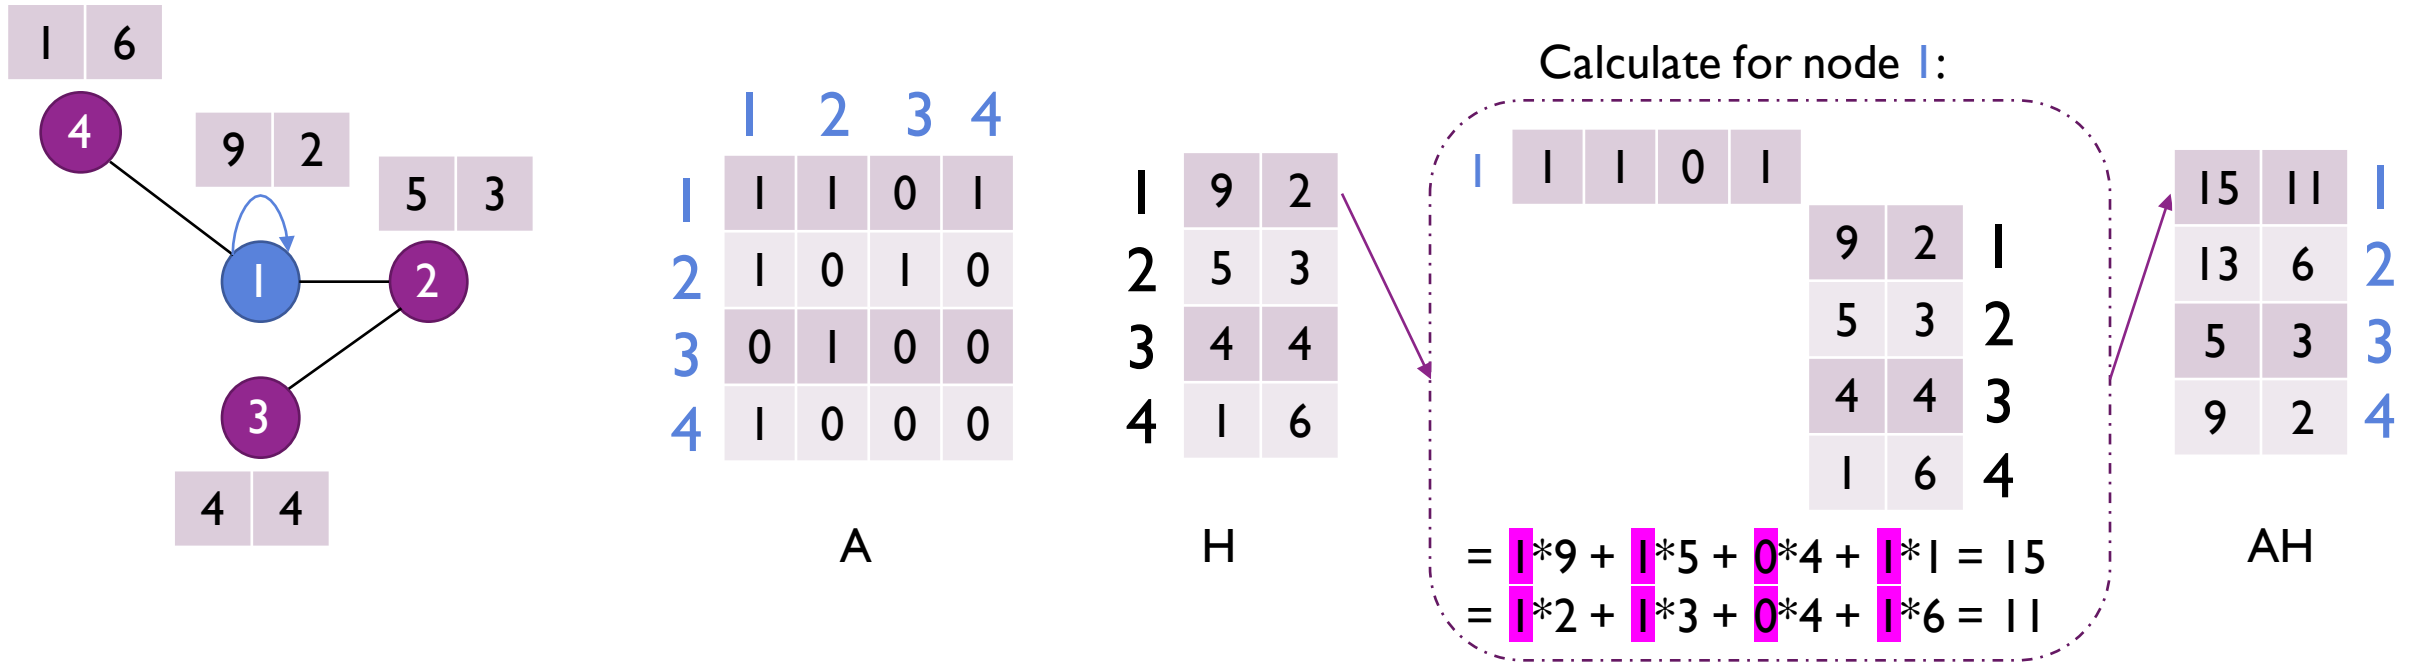 1 6
4
9 2
5 3
1
2
3
4 4
1 2 3 4
1 1 1 0 1
2 1 0 1 0
3 0 1 0 0
4 1 0 0 0
A
1 9 2
2 5 3
3 4 4
4 1 6
H
Calculate for node 1:
1 1 1 0 1
9 2 1
5 3 2
4 4 3
1 6 4
= 1*9 + 1*5 + 0*4 + 1*1 = 15
= 1*2 + 1*3 + 0*4 + 1*6 = 11
15 11 1
13 6 2
5 3 3
9 2 4
AH